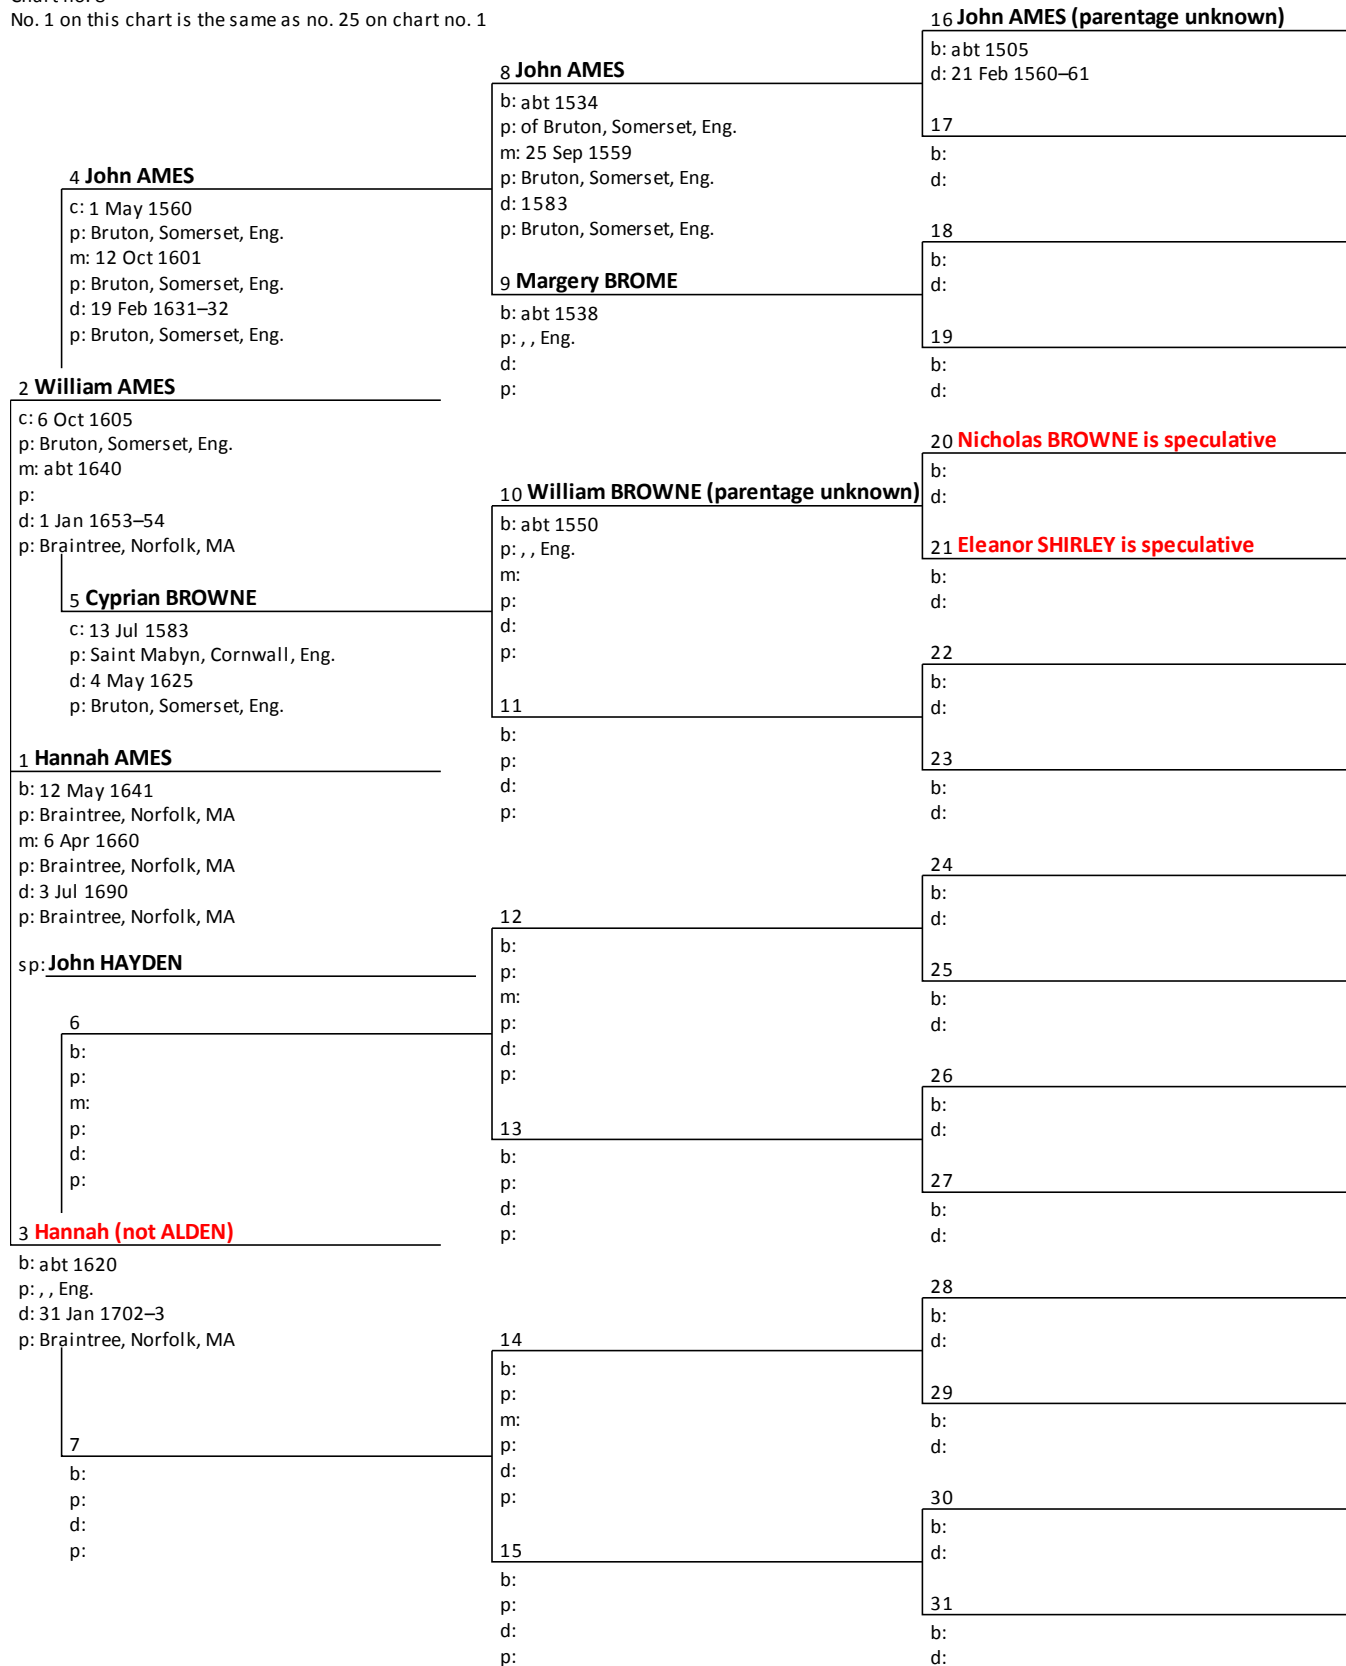 No. 1 on this chart is the same as no. 25 on chart no. 1
16 John AMES (parentage unknown)
b: abt 1505
d: 21 Feb 1560–61
8 John AMES
b: abt 1534
p: of Bruton, Somerset, Eng.
m: 25 Sep 1559
p: Bruton, Somerset, Eng.
d: 1583
p: Bruton, Somerset, Eng.
17
b:
d:
4 John AMES
c: 1 May 1560
p: Bruton, Somerset, Eng.
m: 12 Oct 1601
p: Bruton, Somerset, Eng.
d: 19 Feb 1631–32
p: Bruton, Somerset, Eng.
18
b:
d:
9 Margery BROME
b: abt 1538
p: , , Eng.
d:
p:
19
b:
d:
2 William AMES
c: 6 Oct 1605
p: Bruton, Somerset, Eng.
m: abt 1640
p:
d: 1 Jan 1653–54
p: Braintree, Norfolk, MA
20 Nicholas BROWNE is speculative
b:
d:
10 William BROWNE (parentage unknown)
b: abt 1550
p: , , Eng.
m:
p:
d:
p:
21 Eleanor SHIRLEY is speculative
b:
d:
5 Cyprian BROWNE
c: 13 Jul 1583
p: Saint Mabyn, Cornwall, Eng.
d: 4 May 1625
p: Bruton, Somerset, Eng.
22
b:
d:
11
b:
p:
d:
p:
23
b:
d:
1 Hannah AMES
b: 12 May 1641
p: Braintree, Norfolk, MA
m: 6 Apr 1660
p: Braintree, Norfolk, MA
d: 3 Jul 1690
p: Braintree, Norfolk, MA
sp: John HAYDEN
24
b:
d:
12
b:
p:
m:
p:
d:
p:
25
b:
d:
6
b:
p:
m:
p:
d:
p:
26
b:
d:
13
b:
p:
d:
p:
27
b:
d:
3 Hannah (not ALDEN)
b: abt 1620
p: , , Eng.
d: 31 Jan 1702–3
p: Braintree, Norfolk, MA
28
b:
d:
14
b:
p:
m:
p:
d:
p:
29
b:
d:
7
b:
p:
d:
p:
30
b:
d:
15
b:
p:
d:
p:
31
b:
d: